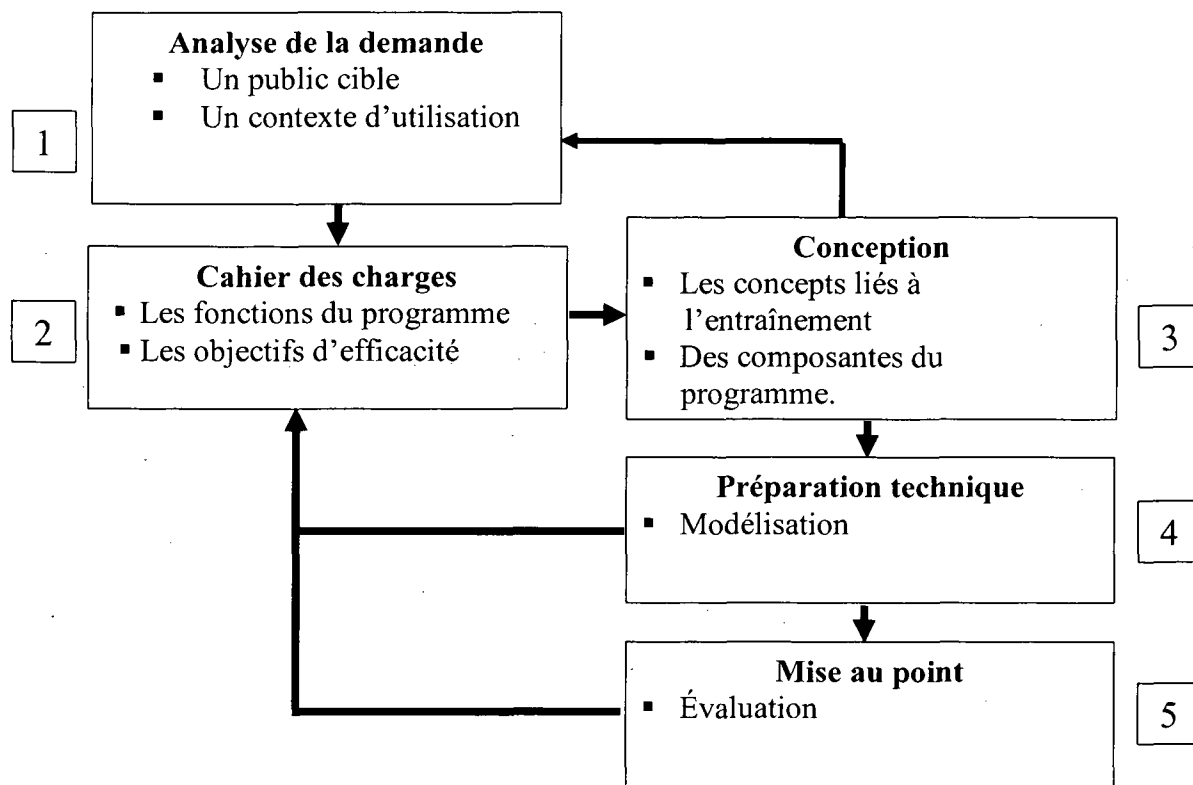 Analyse de la demande
▪ Un public cible
▪ Un contexte d'utilisation
1
Cahier des charges
▪ Les fonctions du programme
▪ Les objectifs d'efficacité
2
Conception
▪ Les concepts liés à
l'entraînement
▪ Des composantes du
programme.
3
Préparation technique
▪ Modélisation
4
Mise au point
▪ Évaluation
5